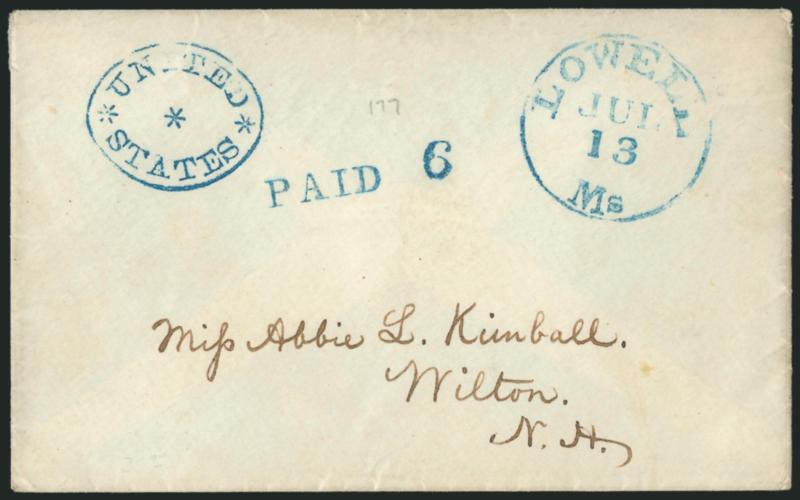 * UNITED *
*
STATES
LOWELL
JUL
13
Ms
177
PAID 6
Miſs Abbie L. Kimball.
Wilton.
N. H.